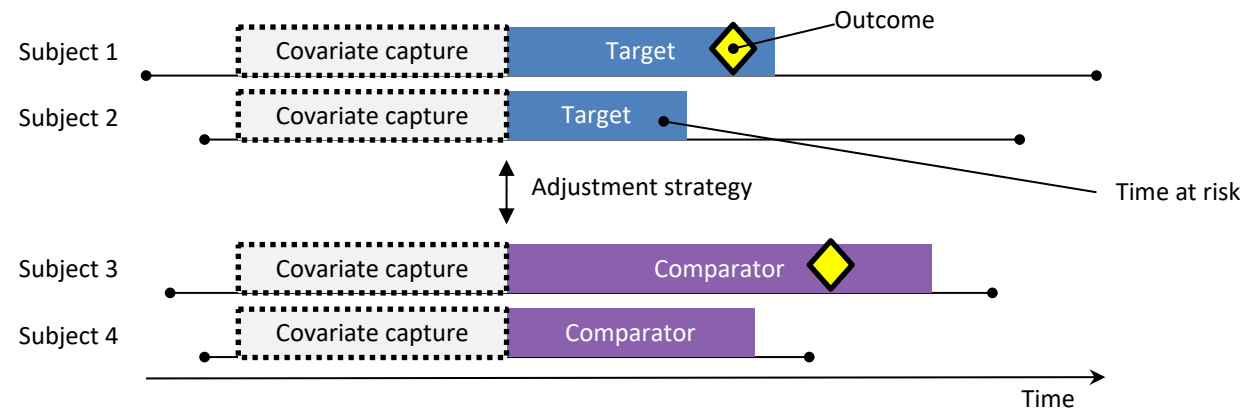 Outcome
Subject 1
Covariate capture
Target
Subject 2
Covariate capture
Target
Adjustment strategy
Time at risk
Subject 3
Covariate capture
Comparator
Subject 4
Covariate capture
Comparator
Time